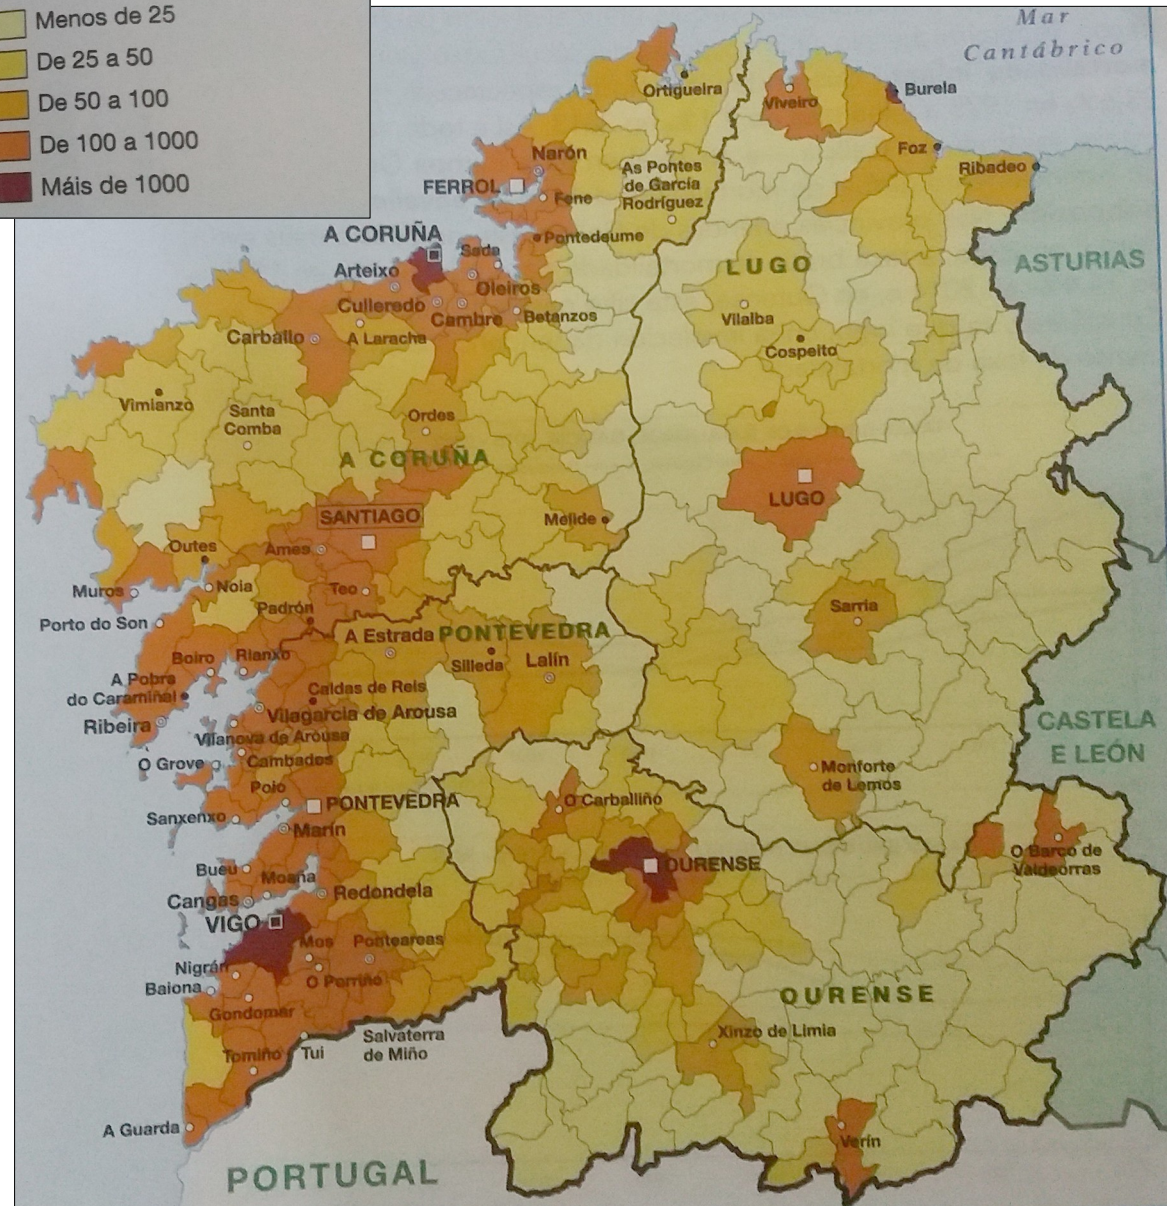 Menos de 25
De 25 a 50
De 50 a 100
De 100 a 1000
Máis de 1000
Mar
Cantábrico
Ortigueira
Viveiro
Burela
Foz
Ribadeo
Narón
FERROL
Fene
As Pontes
de García
Rodríguez
Pontedeume
A CORUÑA
Sada
Arteixo
Oleiros
Culleredo
Cambre
Betanzos
Carballo
A Laracha
LUGO
ASTURIAS
Vilalba
Cospeito
Vimianzo
Santa
Comba
Ordes
A CORUÑA
LUGO
SANTIAGO
Melide
Outes
Ames
Muros
Noia
Teo
Porto do Son
Padrón
Sarria
A Estrada
PONTEVEDRA
Silleda
Lalín
Boiro
Rianxo
A Pobra
do Caramiñal
Caldas de Reis
Ribeira
Vilagarcía de Arousa
Vilanova de Arousa
CASTELA
E LEÓN
O Grove
Cambados
Monforte
de Lemos
Poio
PONTEVEDRA
O Carballiño
Sanxenxo
Marín
O Barco de
Valdeorras
OURENSE
Bueu
Moaña
Cangas
Redondela
VIGO
Mos
Ponteareas
Nigrán
O Porriño
Baiona
OURENSE
Gondomar
Salvaterra
de Miño
Xinzo de Limia
Tomiño
Tui
A Guarda
Verín
PORTUGAL